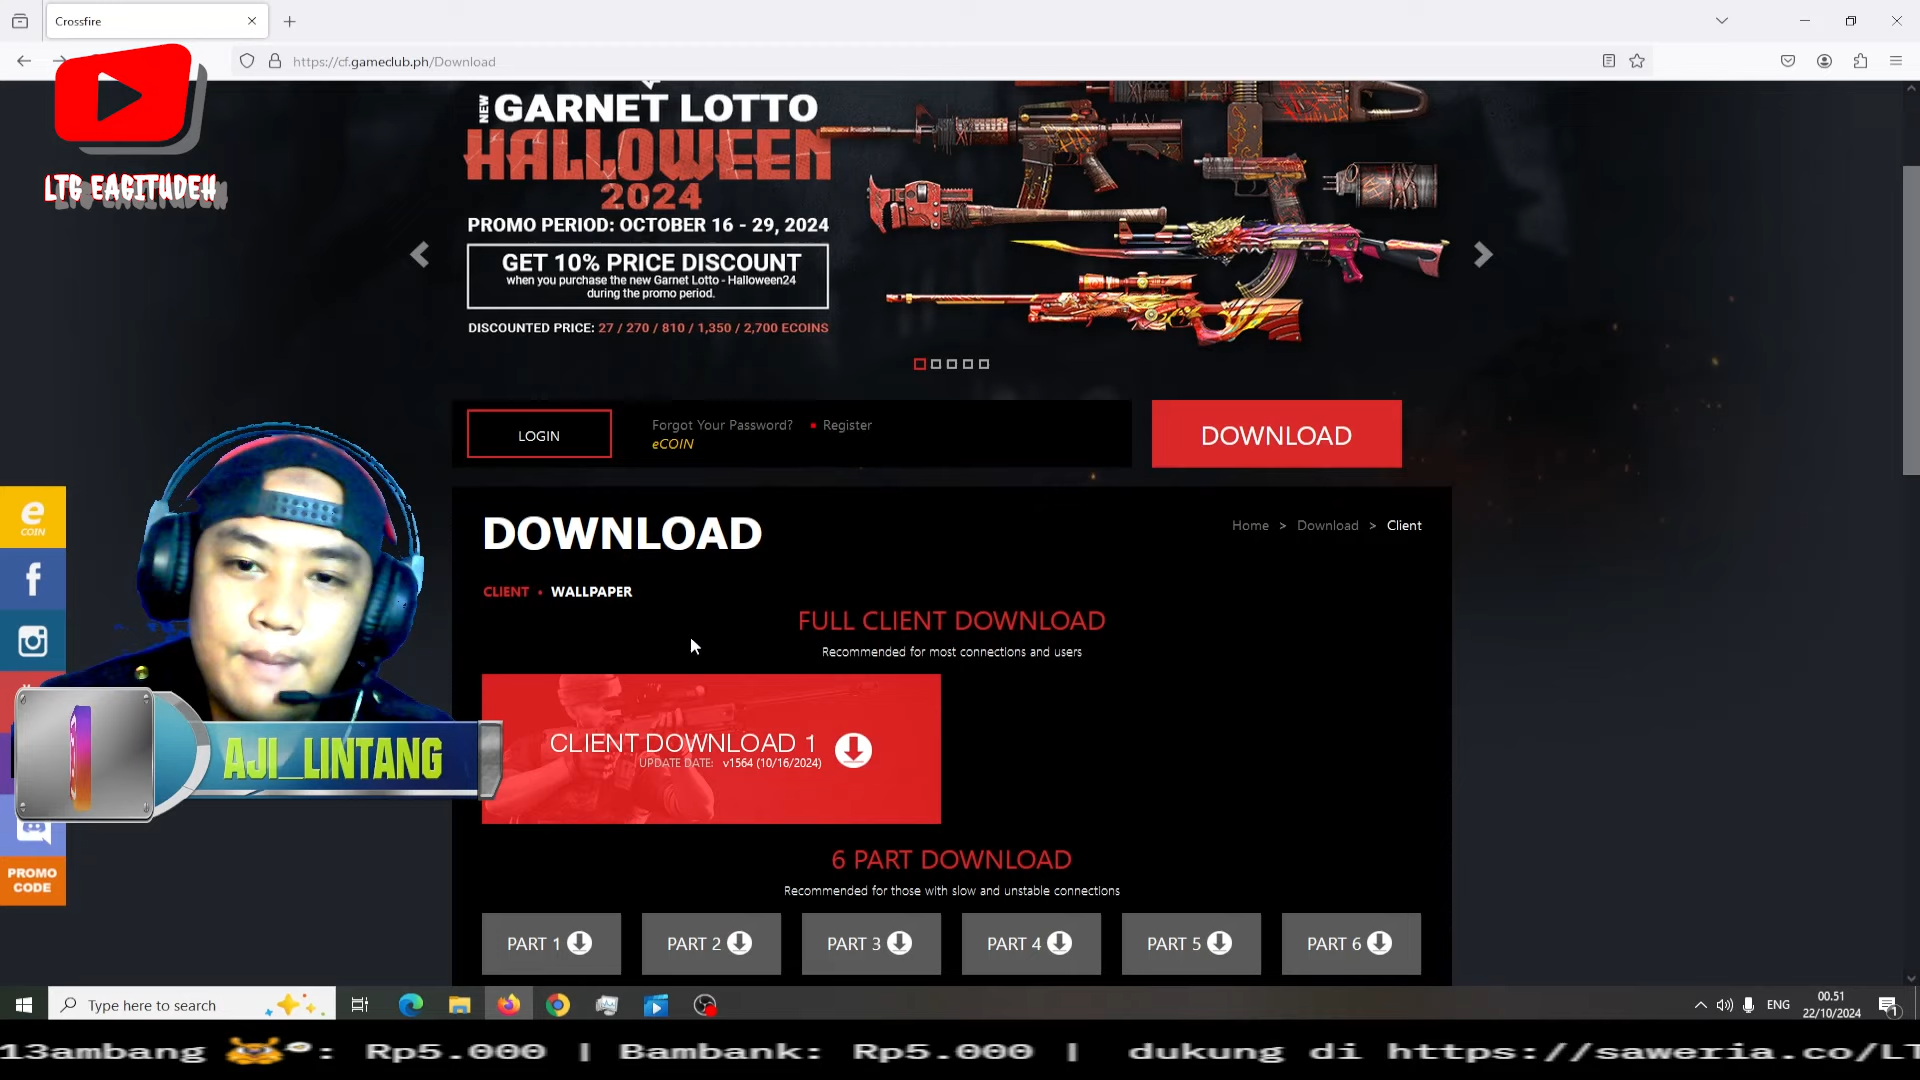 Crossfire
https://cf.gameclub.ph/Download
LTG EAGITUDEH
NEW GARNET LOTTO
HALLOWEEN
2024
PROMO PERIOD: OCTOBER 16 - 29, 2024
GET 10% PRICE DISCOUNT
when you purchase the new Garnet Lotto - Halloween24
during the promo period.
DISCOUNTED PRICE: 27 / 270 / 810 / 1,350 / 2,700 ECOINS
LOGIN
Forgot Your Password? Register
eCOIN
DOWNLOAD
DOWNLOAD
Home > Download > Client
CLIENT • WALLPAPER
FULL CLIENT DOWNLOAD
Recommended for most connections and users
CLIENT DOWNLOAD 1
UPDATE DATE: v1564 (10/16/2024)
6 PART DOWNLOAD
Recommended for those with slow and unstable connections
PART 1
PART 2
PART 3
PART 4
PART 5
PART 6
e
COIN
f
PROMO
CODE
AJI_LINTANG
Type here to search
ENG
00.51
22/10/2024
13ambang : Rp5.000 | Bambank: Rp5.000 | dukung di https://saweria.co/LT